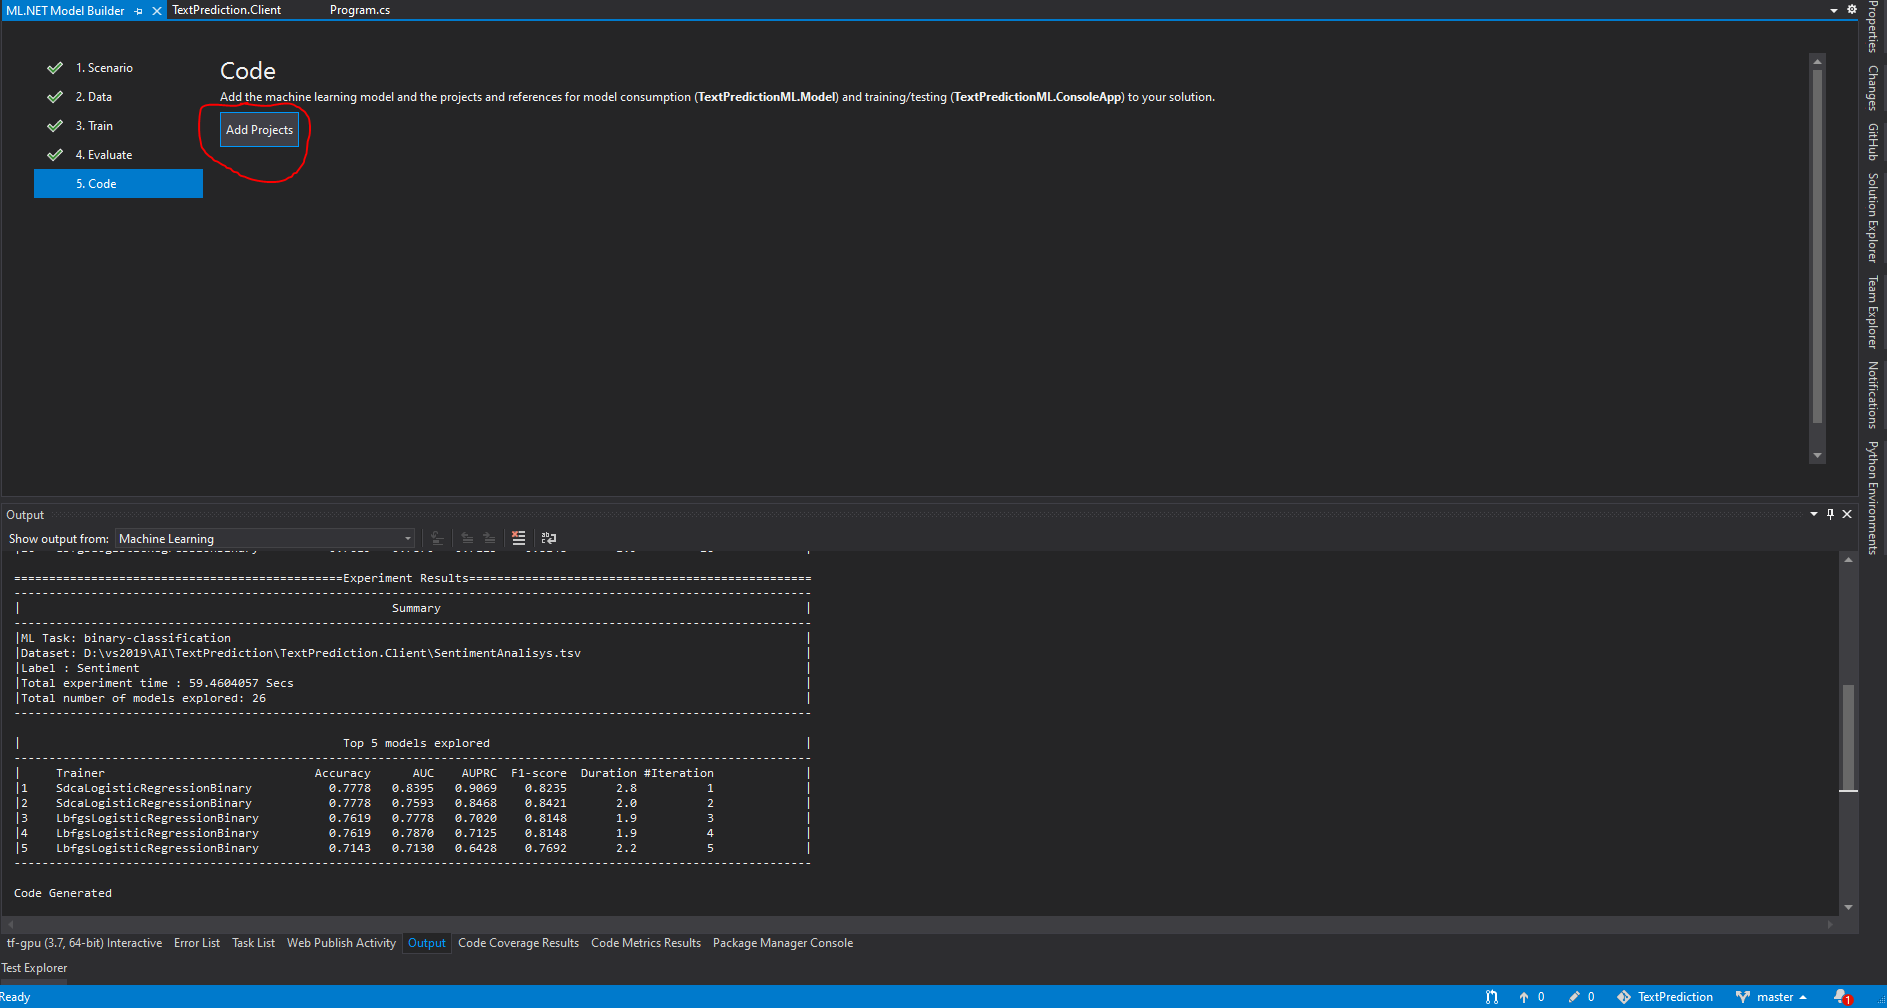 ML.NET Model Builder
TextPrediction.Client
Program.cs
1. Scenario
2. Data
3. Train
4. Evaluate
5. Code
Code
Add the machine learning model and the projects and references for model consumption (TextPredictionML.Model) and training/testing (TextPredictionML.ConsoleApp) to your solution.
Add Projects
Properties
Changes
GitHub
Solution Explorer
Team Explorer
Notifications
Python Environments
Output
Show output from: Machine Learning
===============================================Experiment Results=================================================
------------------------------------------------------------------------------------------------------------------
|                                                     Summary                                                    |
------------------------------------------------------------------------------------------------------------------
|ML Task: binary-classification                                                                                  |
|Dataset: D:\vs2019\AI\TextPrediction\TextPrediction.Client\SentimentAnalisys.tsv                                |
|Label : Sentiment                                                                                               |
|Total experiment time : 59.4604057 Secs                                                                         |
|Total number of models explored: 26                                                                             |
------------------------------------------------------------------------------------------------------------------
|                                              Top 5 models explored                                             |
------------------------------------------------------------------------------------------------------------------
|     Trainer                              Accuracy      AUC    AUPRC  F1-score  Duration #Iteration             |
|1    SdcaLogisticRegressionBinary           0.7778   0.8395   0.9069    0.8235       2.8          1             |
|2    SdcaLogisticRegressionBinary           0.7778   0.7593   0.8468    0.8421       2.0          2             |
|3    LbfgsLogisticRegressionBinary          0.7619   0.7778   0.7020    0.8148       1.9          3             |
|4    LbfgsLogisticRegressionBinary          0.7619   0.7870   0.7125    0.8148       1.9          4             |
|5    LbfgsLogisticRegressionBinary          0.7143   0.7130   0.6428    0.7692       2.2          5             |
------------------------------------------------------------------------------------------------------------------
Code Generated
tf-gpu (3.7, 64-bit) Interactive Error List Task List Web Publish Activity Output Code Coverage Results Code Metrics Results Package Manager Console
Test Explorer
Ready 0 0 TextPrediction master 1